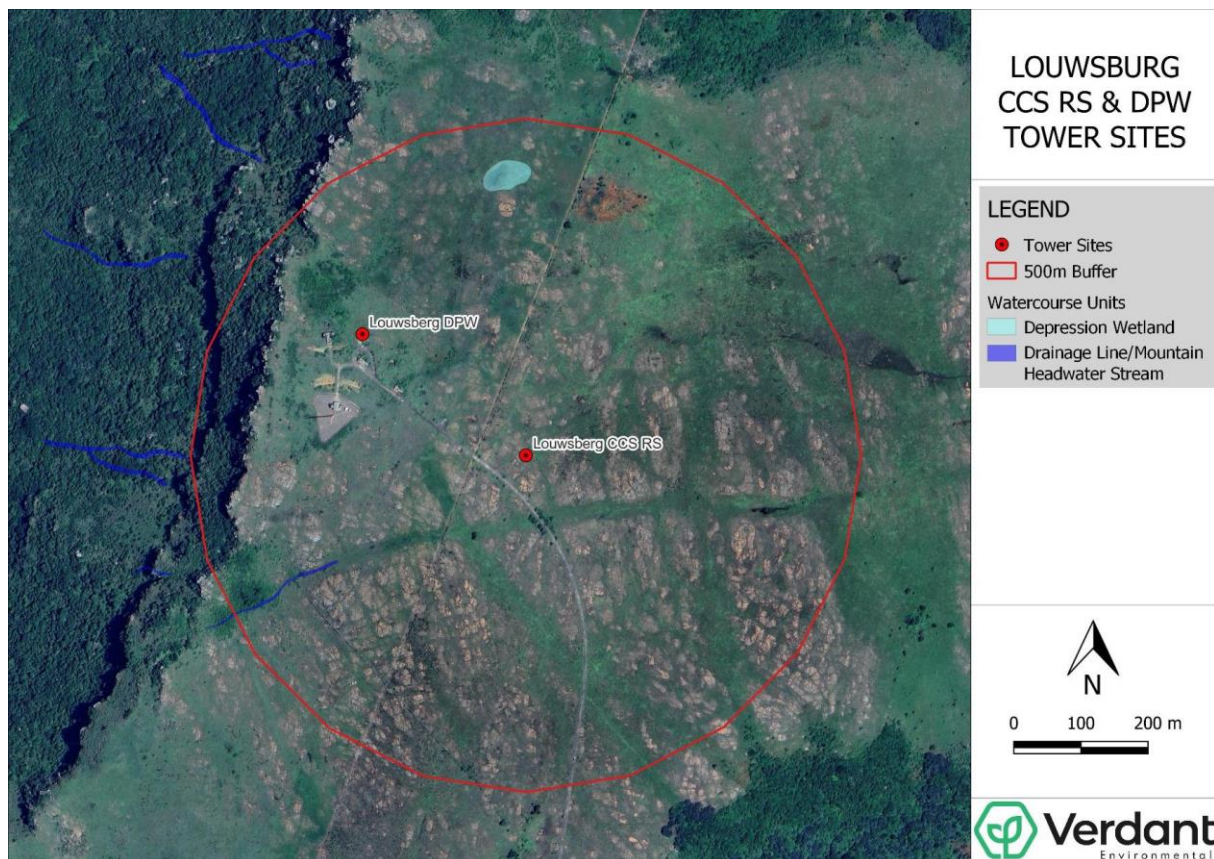 LOUWSBURG
CCS RS & DPW
TOWER SITES
LEGEND
Tower Sites
500m Buffer
Watercourse Units
Depression Wetland
Drainage Line/Mountain
Headwater Stream
Louwsberg DPW
Louwsberg CCS RS
N
0 100 200 m
Verdant
Environmental